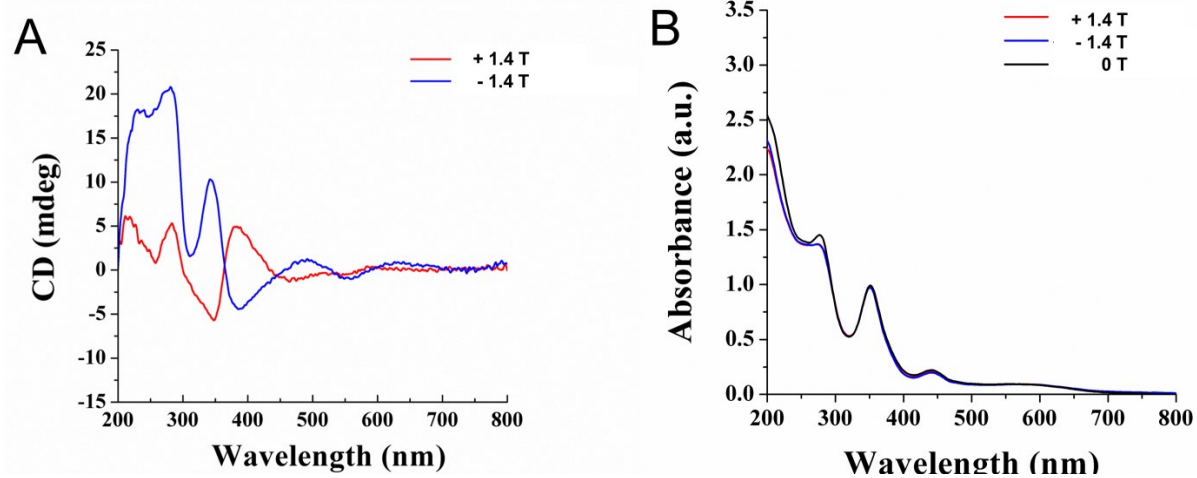 A
+ 1.4 T
- 1.4 T
25
20
15
10
5
0
-5
-10
-15
CD (mdeg)
200 300 400 500 600 700 800
Wavelength (nm)
B
+ 1.4 T
- 1.4 T
0 T
3.5
3.0
2.5
2.0
1.5
1.0
0.5
0.0
Absorbance (a.u.)
200 300 400 500 600 700 800
Wavelength (nm)